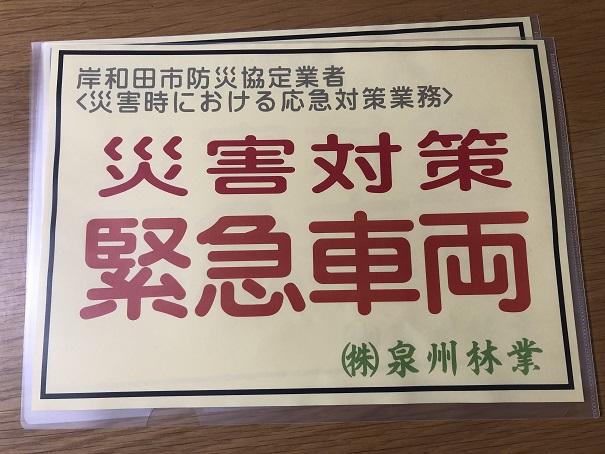 岸和田市防災協定業者
<災害時における応急対策業務>
災害対策
緊急車両
㈱泉州林業